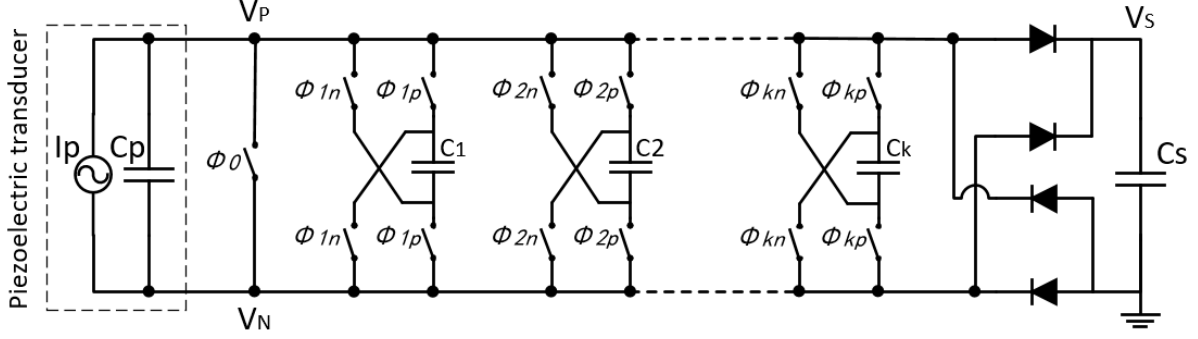 Piezoelectric transducer
VP
VS
Ip
Cp
Φ0
Φ1n
Φ1p
C1
Φ2n
Φ2p
C2
Φkn
Φkp
Ck
Cs
Φ1n
Φ1p
Φ2n
Φ2p
Φkn
Φkp
VN